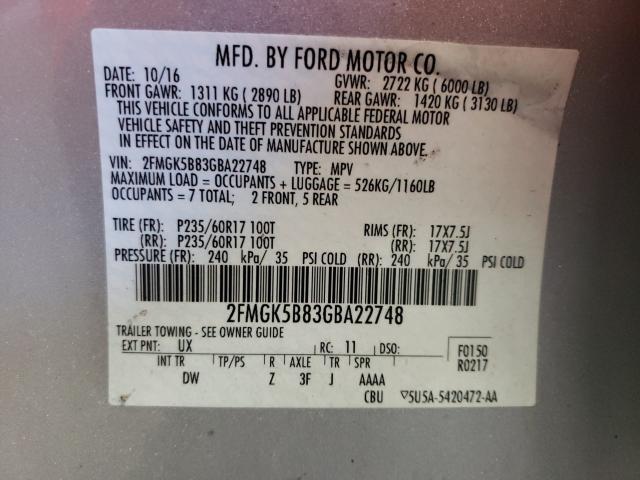 MFD. BY FORD MOTOR CO.
DATE: 10/16 GVWR: 2722 KG ( 6000 LB)
FRONT GAWR: 1311 KG ( 2890 LB) REAR GAWR: 1420 KG ( 3130 LB)
THIS VEHICLE CONFORMS TO ALL APPLICABLE FEDERAL MOTOR
VEHICLE SAFETY AND THEFT PREVENTION STANDARDS
IN EFFECT ON THE DATE OF MANUFACTURE SHOWN ABOVE.
VIN: 2FMGK5B83GBA22748 TYPE: MPV
MAXIMUM LOAD = OCCUPANTS + LUGGAGE = 526KG/1160LB
OCCUPANTS = 7 TOTAL; 2 FRONT, 5 REAR
TIRE (FR): P235/60R17 100T RIMS (FR): 17X7.5J
(RR): P235/60R17 100T (RR): 17X7.5J
PRESSURE (FR): 240 kPa/ 35 PSI COLD (RR): 240 kPa/ 35 PSI COLD
2FMGK5B83GBA22748
TRAILER TOWING - SEE OWNER GUIDE
EXT PNT: UX RC: 11 DSO: F0150
INT TR TP/PS R AXLE TR SPR R0217
DW Z 3F J AAAA
CBU ▽5U5A-5420472-AA